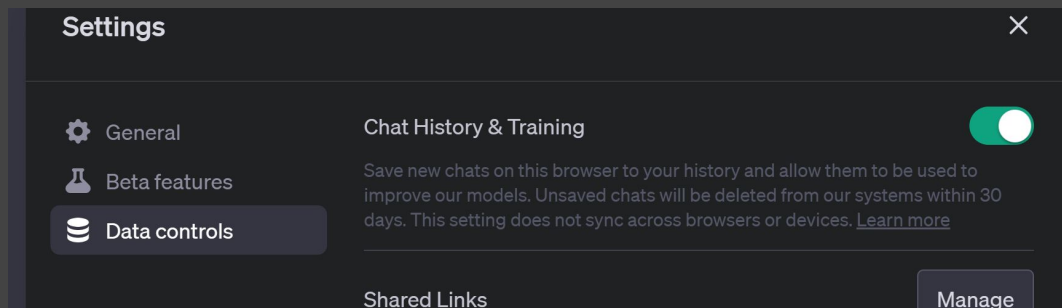 Settings
General
Beta features
Data controls
Chat History & Training
Save new chats on this browser to your history and allow them to be used to
improve our models. Unsaved chats will be deleted from our systems within 30
days. This setting does not sync across browsers or devices. Learn more
Shared Links
Manage